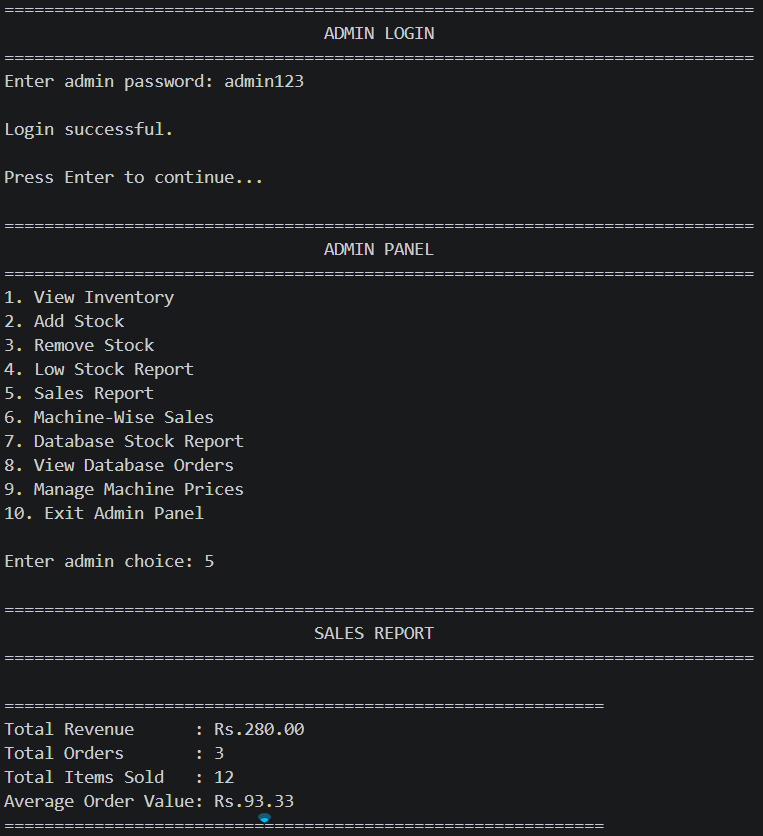 ===========================================================================
ADMIN LOGIN
===========================================================================
Enter admin password: admin123
Login successful.
Press Enter to continue...
===========================================================================
ADMIN PANEL
===========================================================================
1. View Inventory
2. Add Stock
3. Remove Stock
4. Low Stock Report
5. Sales Report
6. Machine-Wise Sales
7. Database Stock Report
8. View Database Orders
9. Manage Machine Prices
10. Exit Admin Panel
Enter admin choice: 5
===========================================================================
SALES REPORT
===========================================================================
============================================================
Total Revenue      : Rs.280.00
Total Orders       : 3
Total Items Sold   : 12
Average Order Value: Rs.93.33
============================================================